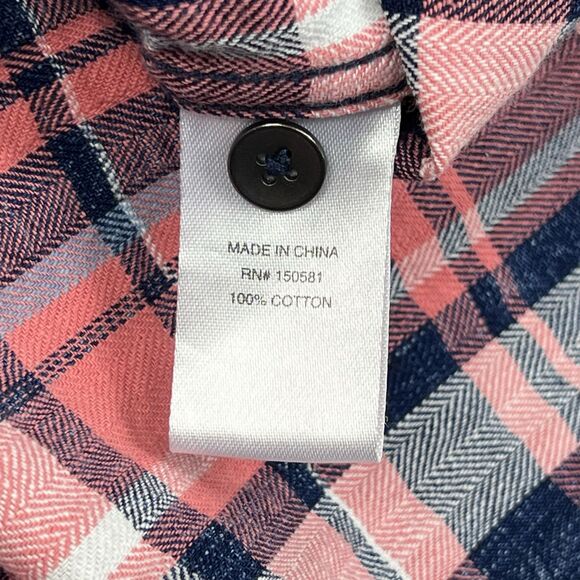 MADE IN CHINA
RN# 150581
100% COTTON